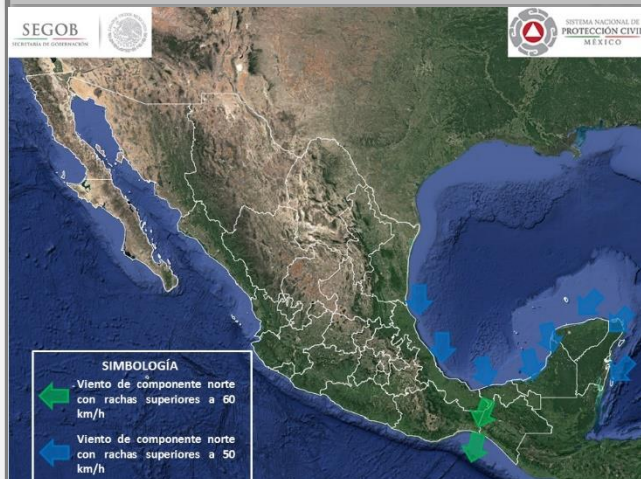 SEGOB
SECRETARÍA DE GOBERNACIÓN
SISTEMA NACIONAL DE
PROTECCIÓN CIVIL
MÉXICO
SIMBOLOGÍA
Viento de componente norte
con rachas superiores a 60
km/h
Viento de componente norte
con rachas superiores a 50
km/h